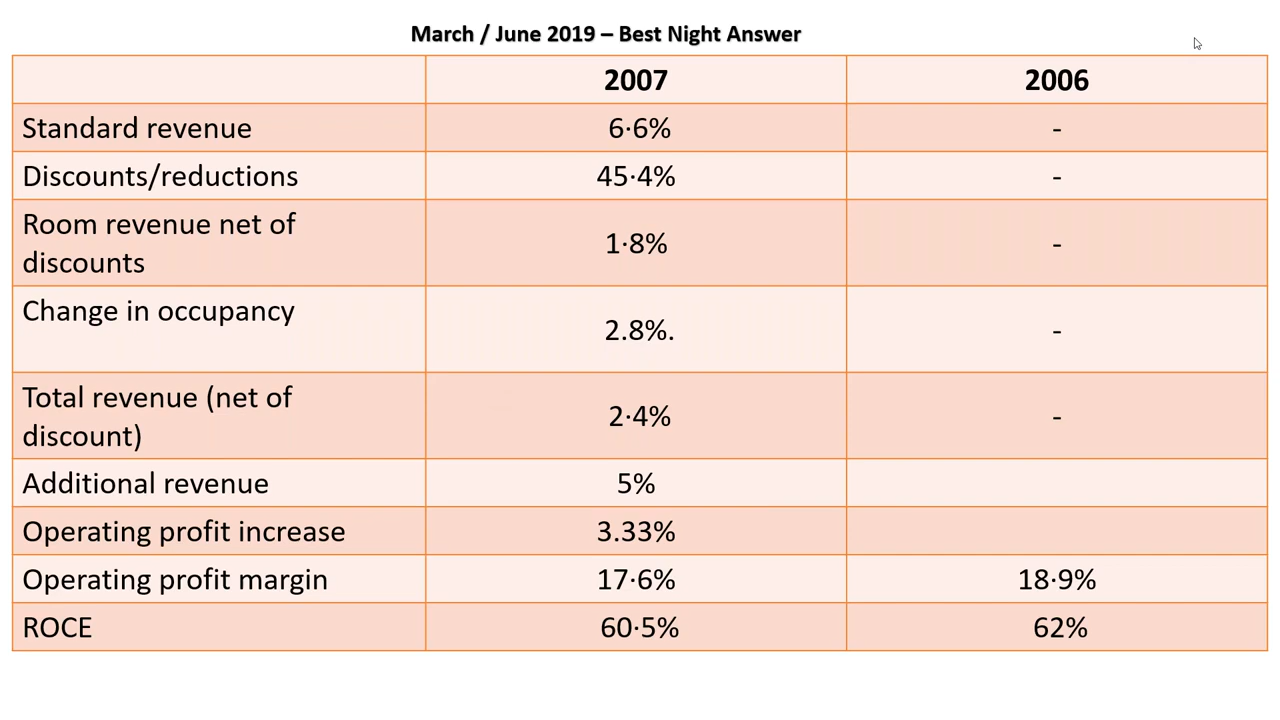 March / June 2019 – Best Night Answer
2007 2006
Standard revenue 6·6% -
Discounts/reductions 45·4% -
Room revenue net of
discounts 1·8% -
Change in occupancy 2.8%. -
Total revenue (net of
discount) 2·4% -
Additional revenue 5%
Operating profit increase 3.33%
Operating profit margin 17·6% 18·9%
ROCE 60·5% 62%